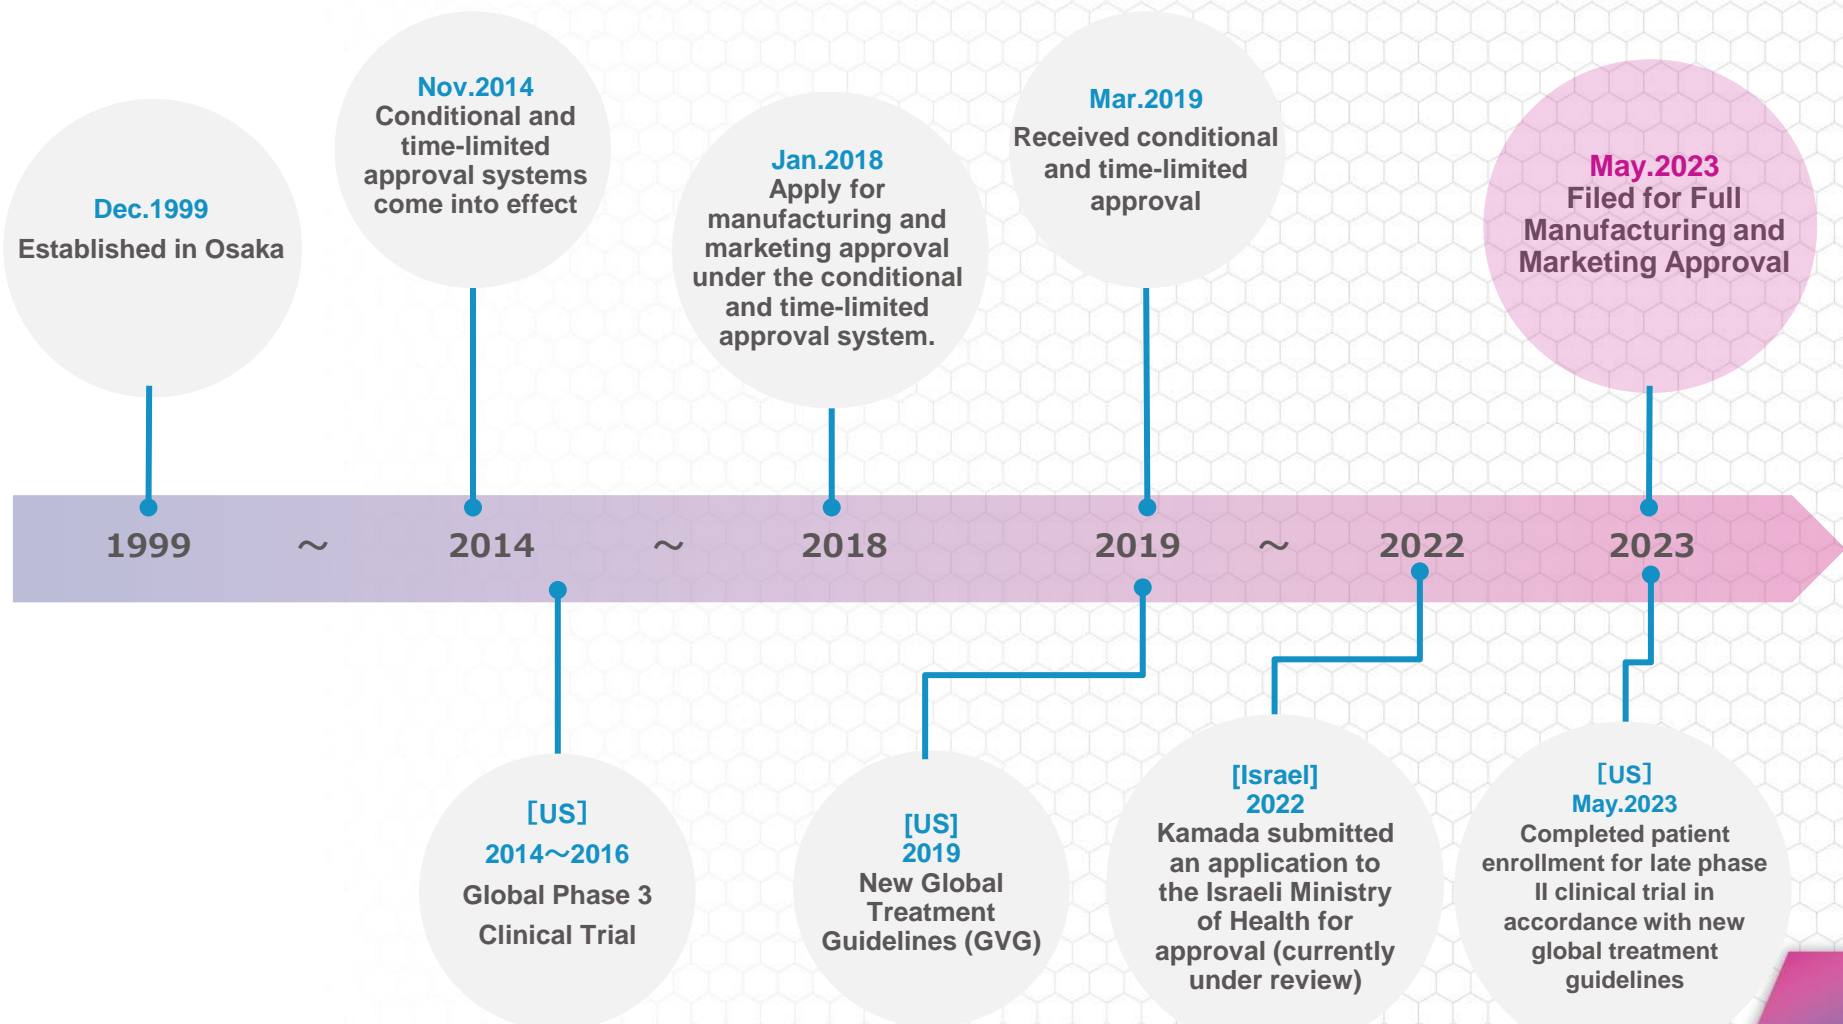 Dec.1999
Established in Osaka
Nov.2014
Conditional and
time-limited
approval systems
come into effect
Jan.2018
Apply for
manufacturing and
marketing approval
under the conditional
and time-limited
approval system.
Mar.2019
Received conditional
and time-limited
approval
May.2023
Filed for Full
Manufacturing and
Marketing Approval
1999 ～ 2014 ～ 2018 2019 ～ 2022 2023
［US］
2014～2016
Global Phase 3
Clinical Trial
[US]
2019
New Global
Treatment
Guidelines (GVG)
[Israel]
2022
Kamada submitted
an application to
the Israeli Ministry
of Health for
approval (currently
under review)
［US］
May.2023
Completed patient
enrollment for late phase
II clinical trial in
accordance with new
global treatment
guidelines